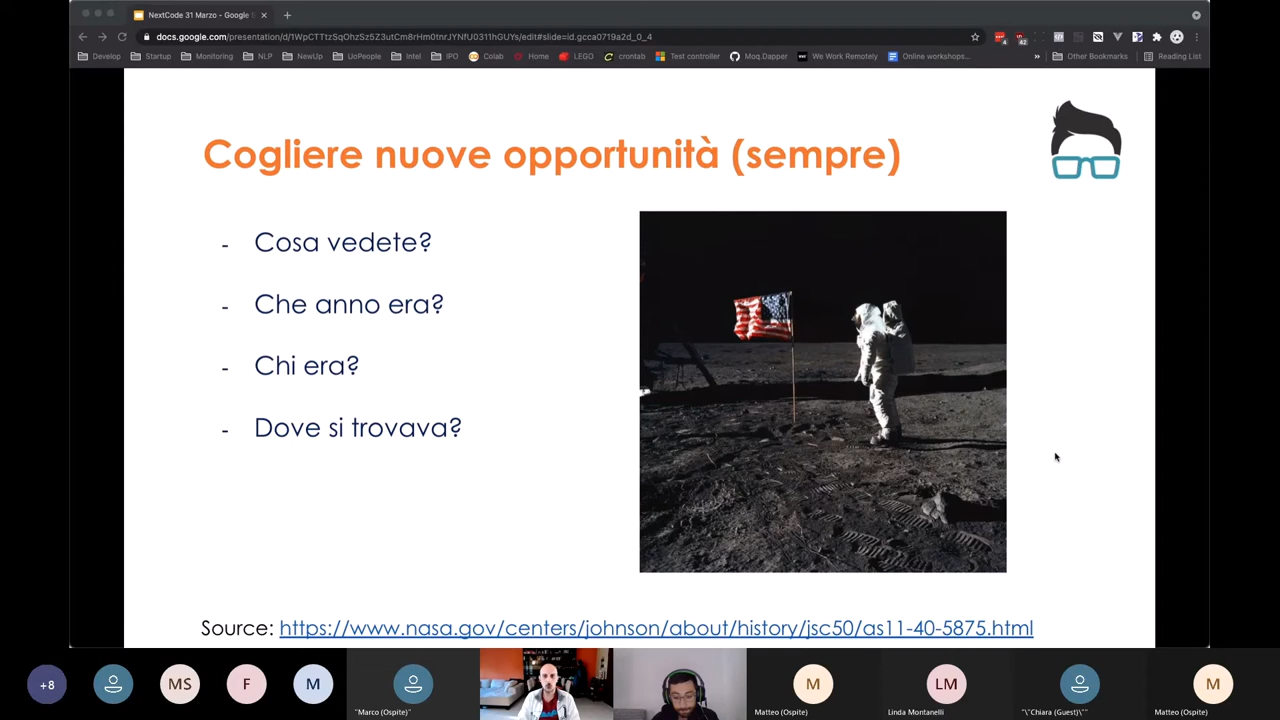 NextCode 31 Marzo - Google S
docs.google.com/presentation/d/1WpCTTtzSqOhzSz5Z3utCm8rHm0tnrJYNfU0311hGUYs/edit#slide=id.gcca0719a2d_0_4
Develop Startup Monitoring NLP NewUp UoPeople Intel IPO Colab Home LEGO crontab Test controller Moq.Dapper We Work Remotely Online workshops... » Other Bookmarks Reading List
Cogliere nuove opportunità (sempre)
- Cosa vedete?
- Che anno era?
- Chi era?
- Dove si trovava?
Source: https://www.nasa.gov/centers/johnson/about/history/jsc50/as11-40-5875.html
+8 MS F M M LM M
"Marco (Ospite)" Matteo (Ospite) Linda Montanelli "\"Chiara (Guest)\"" Matteo (Ospite)